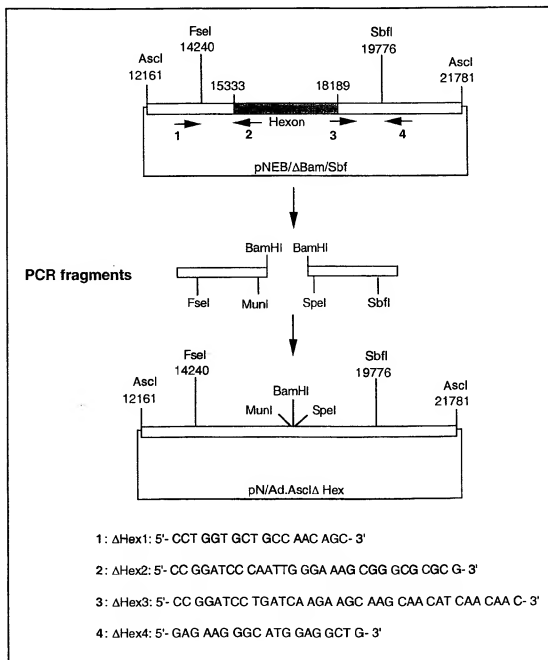 FseI
14240
SbfI
19776
AscI
12161
AscI
21781
15333
18189
Hexon
1
2
3
4
pNEB/ΔBam/Sbf
BamHI
BamHI
PCR fragments
FseI
MunI
SpeI
SbfI
FseI
14240
SbfI
19776
AscI
12161
BamHI
AscI
21781
MunI
SpeI
pN/Ad.AscIΔ Hex
1: ΔHex1: 5'- CCT GGT GCT GCC AAC AGC- 3'
2: ΔHex2: 5'- CC GGATCC CAATTG GGA AAG CGG GCG CGC G- 3'
3: ΔHex3: 5'- CC GGATCC TGATCA AGA AGC AAG CAA CAT CAA CAA C- 3'
4: ΔHex4: 5'- GAG AAG GGC ATG GAG GCT G- 3'